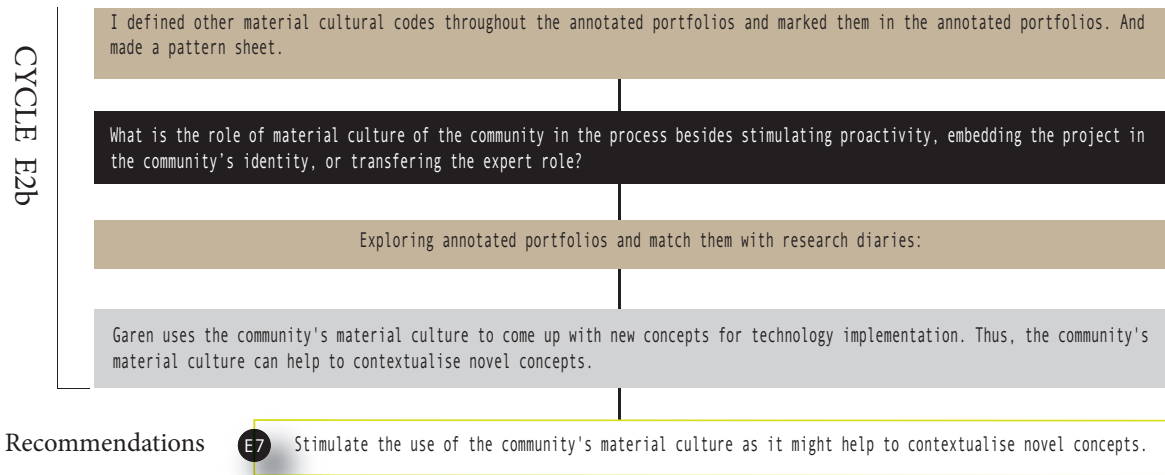 I defined other material cultural codes throughout the annotated portfolios and marked them in the annotated portfolios. And
made a pattern sheet.
CYCLE E2b
What is the role of material culture of the community in the process besides stimulating proactivity, embedding the project in
the community's identity, or transfering the expert role?
Exploring annotated portfolios and match them with research diaries:
Garen uses the community's material culture to come up with new concepts for technology implementation. Thus, the community's
material culture can help to contextualise novel concepts.
Recommendations
E7
Stimulate the use of the community's material culture as it might help to contextualise novel concepts.